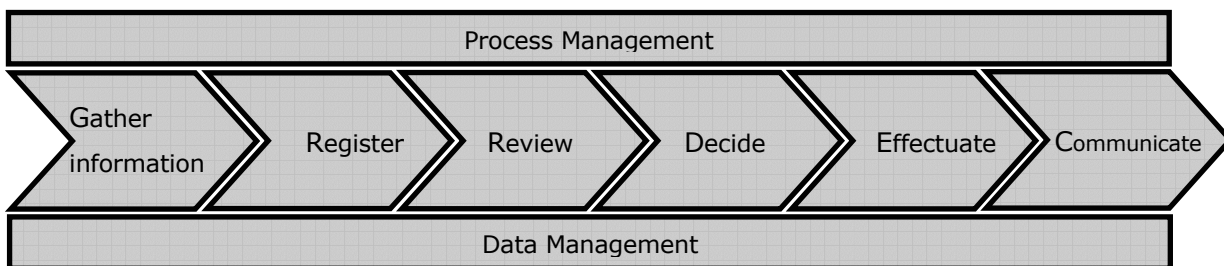 Process Management
Gather
information
Register
Review
Decide
Effectuate
Communicate
Data Management